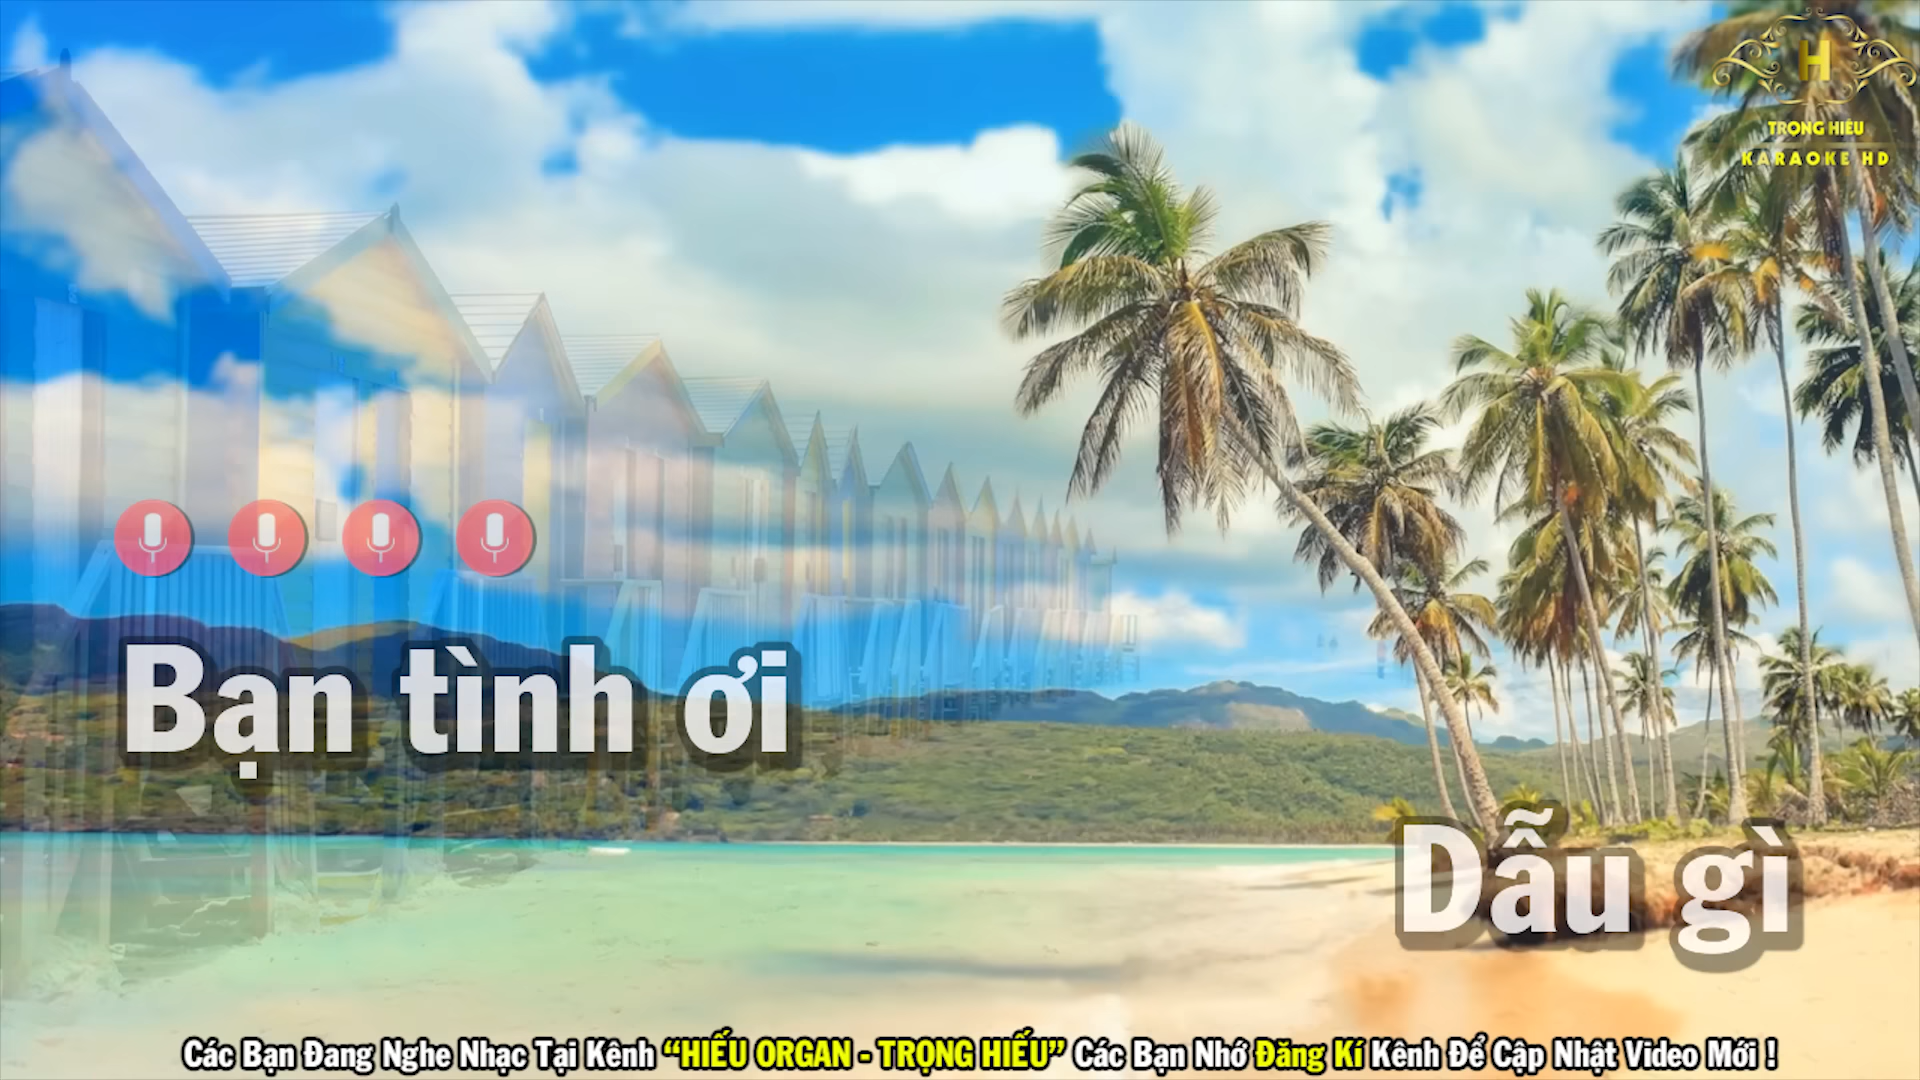 H
TRỌNG HIẾU
KARAOKE HD
Bạn tình ơi
Dẫu gì
Các Bạn Đang Nghe Nhạc Tại Kênh “HIẾU ORGAN - TRỌNG HIẾU” Các Bạn Nhớ Đăng Kí Kênh Để Cập Nhật Video Mới !